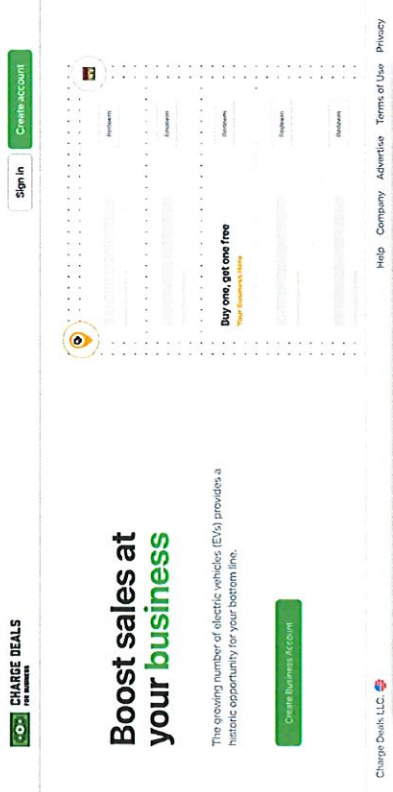 CHARGE DEALS
FOR BUSINESS
Sign in
Create account
Boost sales at
your business
The growing number of electric vehicles (EVs) provides a
historic opportunity for your bottom line.
Create Business Account
Redeem
Redeem
Buy one, get one free
Your Business Here
Redeem
Redeem
Redeem
Charge Deals LLC.
Help
Company
Advertise
Terms of Use
Privacy